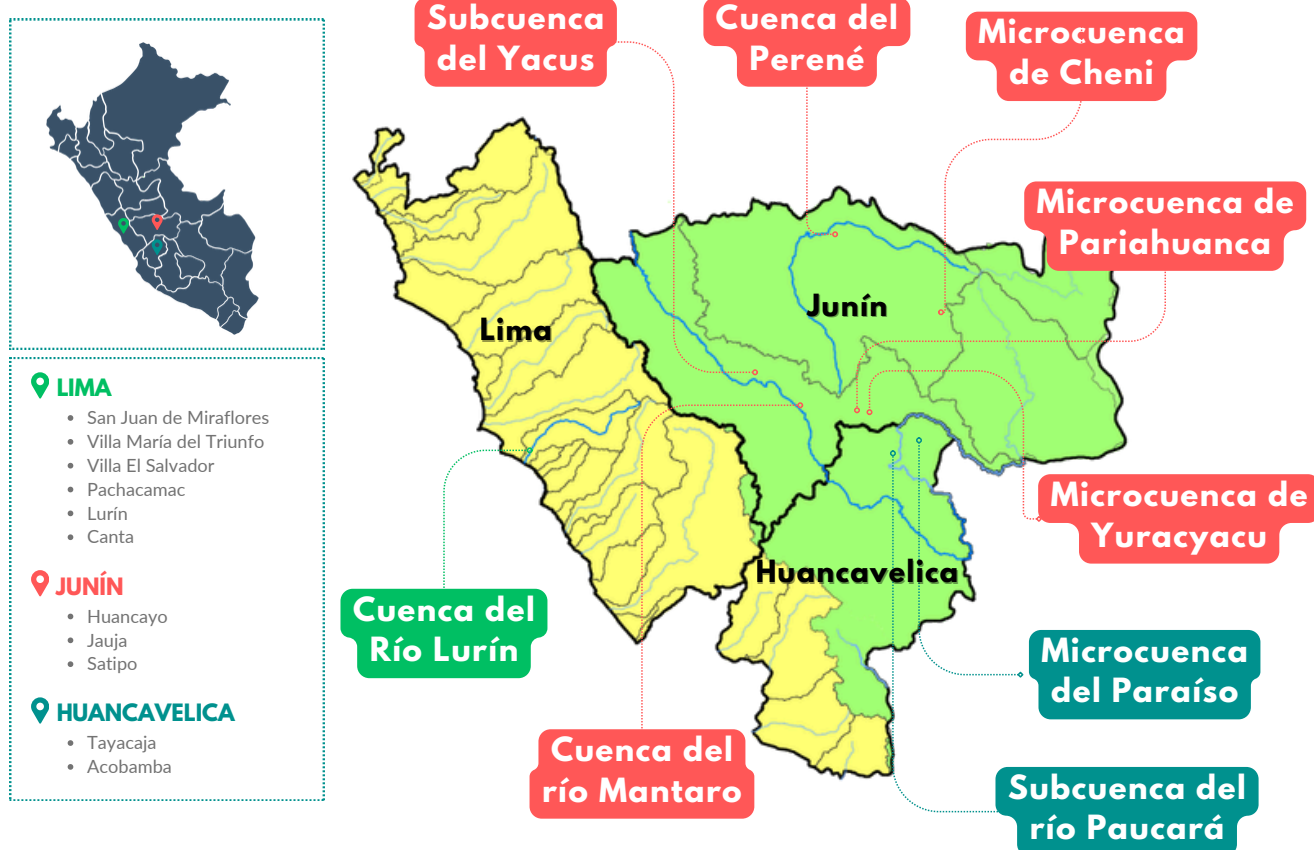 Subcuenca
del Yacus
Cuenca del
Perené
Microcuenca
de Cheni
Microcuenca de
Pariahuanca
Lima
Junín
Huancavelica
LIMA
• San Juan de Miraflores
• Villa María del Triunfo
• Villa El Salvador
• Pachacamac
• Lurín
• Canta
JUNÍN
• Huancayo
• Jauja
• Satipo
HUANCAVELICA
• Tayacaja
• Acobamba
Microcuenca de
Yuracyacu
Cuenca del
Río Lurín
Microcuenca
del Paraíso
Cuenca del
río Mantaro
Subcuenca del
río Paucará